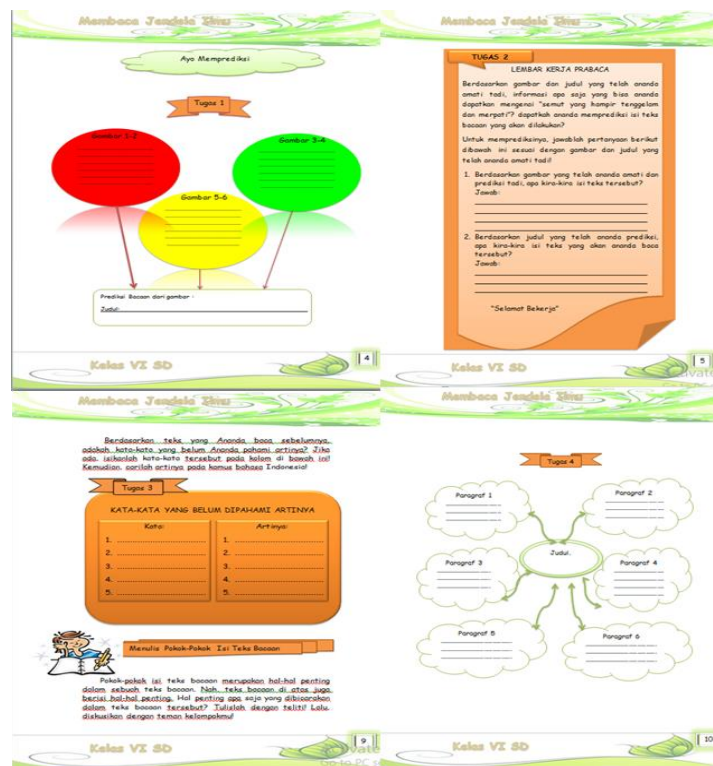 Membaca Jendela Ilmu
Ayo Memprediksi
Tugas 1
Gambar 1-2
Gambar 3-4
Gambar 5-6
Prediksi Bacaan dari gambar :
Judul:
Kelas VI SD
4
Membaca Jendela Ilmu
TUGAS 2
LEMBAR KERJA PRABACA
Berdasarkan gambar dan judul yang telah ananda
amati tadi, informasi apa saja yang bisa ananda
dapatkan mengenai "semut yang hampir tenggelam
dan merpati"? dapatkah ananda memprediksi isi teks
bacaan yang akan dilakukan?
Untuk memprediksinya, jawablah pertanyaan berikut
dibawah ini sesuai dengan gambar dan judul yang
telah ananda amati tadi!
1. Berdasarkan gambar yang telah ananda amati dan
prediksi tadi, apa kira-kira isi teks tersebut?
Jawab:
2. Berdasarkan judul yang telah ananda prediksi,
apa kira-kira isi teks yang akan ananda baca
tersebut?
Jawab:
"Selamat Bekerja"
Kelas VI SD
5
Membaca Jendela Ilmu
Berdasarkan teks yang Ananda baca sebelumnya,
adakah kata-kata yang belum Ananda pahami artinya? Jika
ada, isikanlah kata-kata tersebut pada kolom di bawah ini!
Kemudian, carilah artinya pada kamus bahasa Indonesia!
Tugas 3
KATA-KATA YANG BELUM DIPAHAMI ARTINYA
Kata:
1.
2.
3.
4.
5.
Artinya:
1.
2.
3.
4.
5.
Menulis Pokok-Pokok Isi Teks Bacaan
Pokok-pokok isi teks bacaan merupakan hal-hal penting
dalam sebuah teks bacaan. Nah, teks bacaan di atas juga
berisi hal-hal penting. Hal penting apa saja yang dibicarakan
dalam teks bacaan tersebut? Tulislah dengan teliti! Lalu,
diskusikan dengan teman kelompokmu!
Kelas VI SD
9
Membaca Jendela Ilmu
Tugas 4
Paragraf 1
Paragraf 2
Judul.
Paragraf 3
Paragraf 4
Paragraf 5
Paragraf 6
Kelas VI SD
10